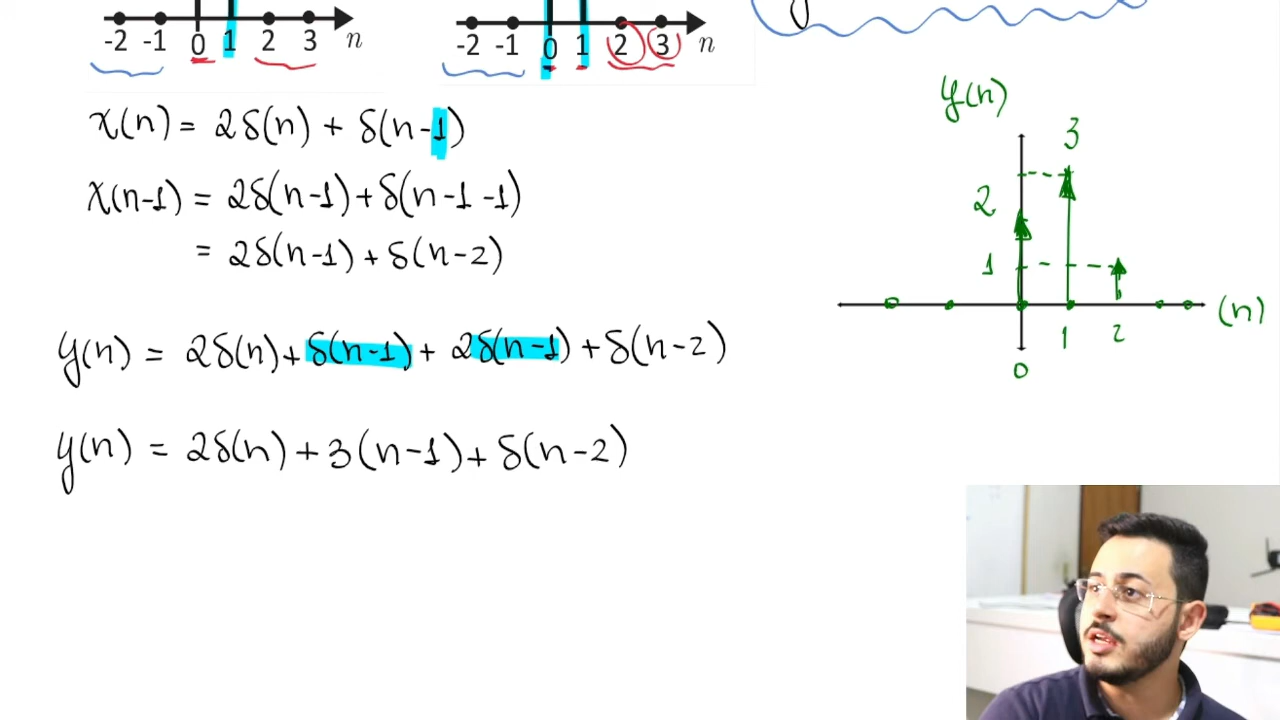 -2 -1 0 1 2 3 n
-2 -1 0 1 2 3 n
x(n) = 2δ(n) + δ(n-1)
x(n-1) = 2δ(n-1) + δ(n-1-1)
= 2δ(n-1) + δ(n-2)
y(n) = 2δ(n) + δ(n-1) + 2δ(n-1) + δ(n-2)
y(n) = 2δ(n) + 3(n-1) + δ(n-2)
y(n)
3
2
1
(n)
1 2
0